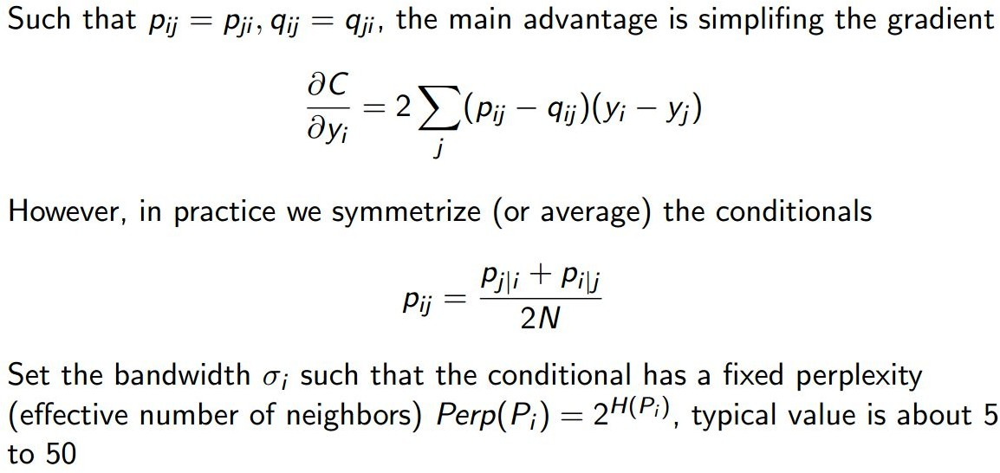 Such that $p_{ij} = p_{ji}, q_{ij} = q_{ji}$, the main advantage is simplifing the gradient
$$\frac{\partial C}{\partial y_i} = 2 \sum_j (p_{ij} - q_{ij})(y_i - y_j)$$
However, in practice we symmetrize (or average) the conditionals
$$p_{ij} = \frac{p_{j|i} + p_{i|j}}{2N}$$
Set the bandwidth $\sigma_i$ such that the conditional has a fixed perplexity
(effective number of neighbors) $Perp(P_i) = 2^{H(P_i)}$, typical value is about 5
to 50